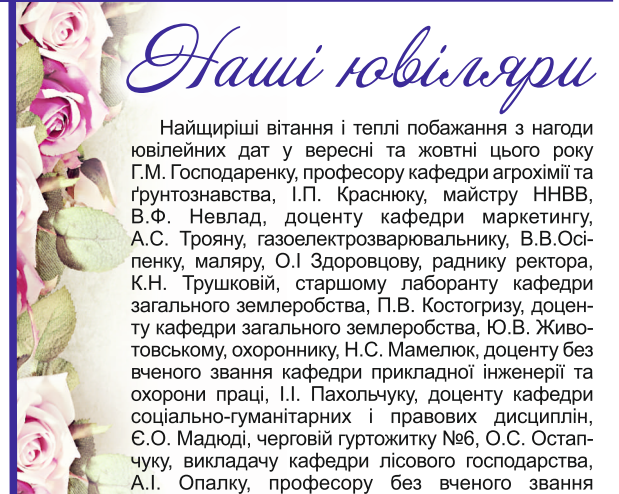 Наші ювіляри
Найщиріші вітання і теплі побажання з нагоди
ювілейних дат у вересні та жовтні цього року
Г.М. Господаренку, професору кафедри агрохімії та
ґрунтознавства, І.П. Краснюку, майстру ННВВ,
В.Ф. Невлад, доценту кафедри маркетингу,
А.С. Трояну, газоелектрозварювальнику, В.В.Осі-
пенку, маляру, О.І Здоровцову, раднику ректора,
К.Н. Трушковій, старшому лаборанту кафедри
загального землеробства, П.В. Костогризу, доцен-
ту кафедри загального землеробства, Ю.В. Живо-
товському, охороннику, Н.С. Мамелюк, доценту без
вченого звання кафедри прикладної інженерії та
охорони праці, І.І. Пахольчуку, доценту кафедри
соціально-гуманітарних і правових дисциплін,
Є.О. Мадюді, черговій гуртожитку №6, О.С. Остап-
чуку, викладачу кафедри лісового господарства,
А.І. Опалку, професору без вченого звання